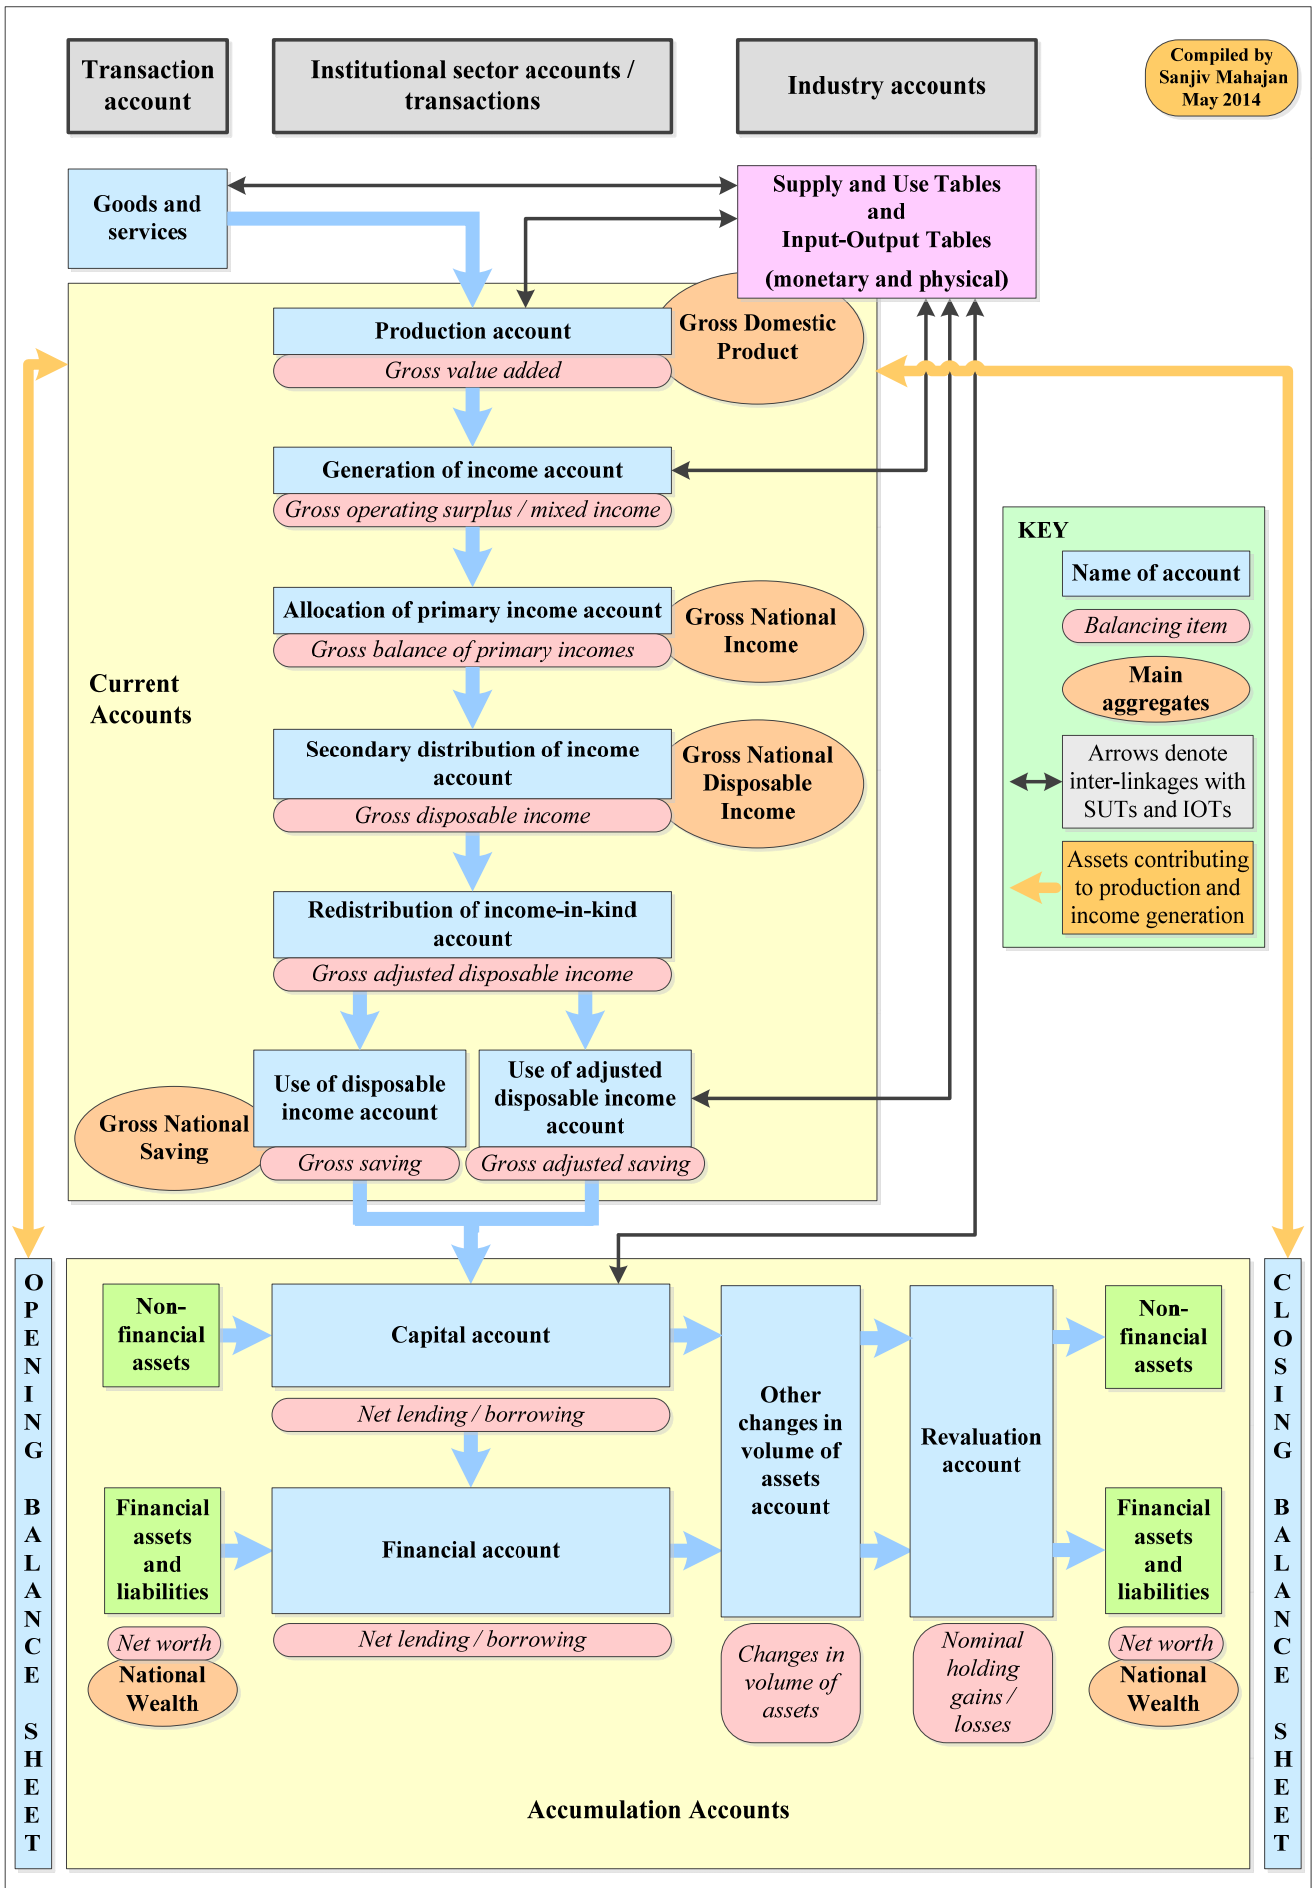 Transaction
account
Institutional sector accounts /
transactions
Industry accounts
Compiled by
Sanjiv Mahajan
May 2014
Goods and
services
Supply and Use Tables
and
Input-Output Tables
(monetary and physical)
Production account
Gross value added
Gross Domestic
Product
Generation of income account
Gross operating surplus / mixed income
KEY
Name of account
Balancing item
Main
aggregates
Arrows denote
inter-linkages with
SUTs and IOTs
Assets contributing
to production and
income generation
Allocation of primary income account
Gross balance of primary incomes
Gross National
Income
Current
Accounts
Secondary distribution of income
account
Gross disposable income
Gross National
Disposable
Income
Redistribution of income-in-kind
account
Gross adjusted disposable income
Use of disposable
income account
Gross saving
Gross National
Saving
Use of adjusted
disposable income
account
Gross adjusted saving
OPENING BALANCE SHEET
Non-
financial
assets
Capital account
Net lending / borrowing
Financial
assets
and
liabilities
Net worth
National
Wealth
Financial account
Net lending / borrowing
Other
changes in
volume of
assets
account
Changes in
volume of
assets
Revaluation
account
Nominal
holding
gains /
losses
Non-
financial
assets
Financial
assets
and
liabilities
Net worth
National
Wealth
CLOSING BALANCE SHEET
Accumulation Accounts